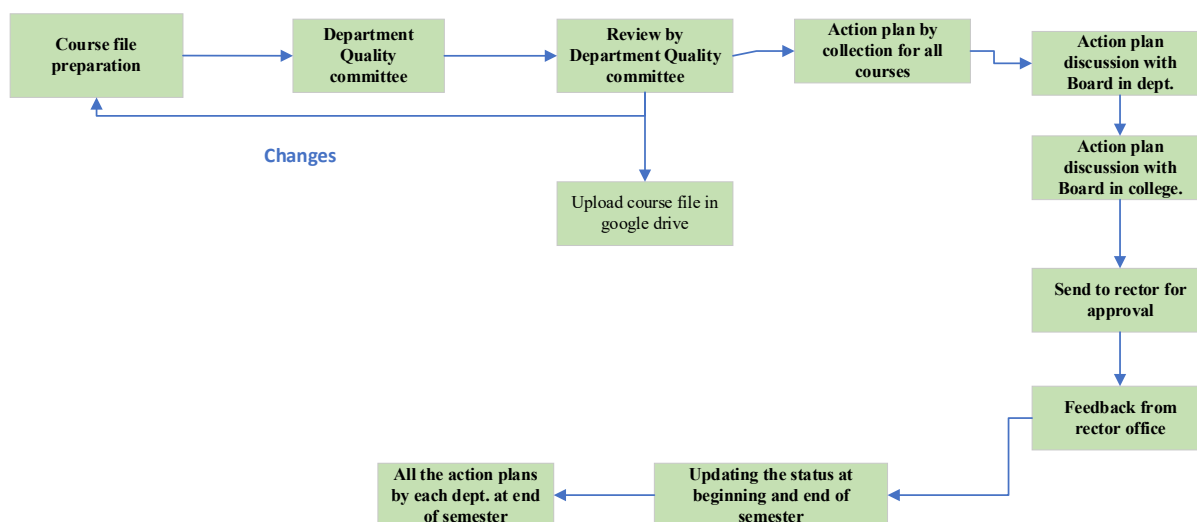 Course file
preparation
Department
Quality
committee
Review by
Department Quality
committee
Action plan by
collection for all
courses
Action plan
discussion with
Board in dept.
Changes
Action plan
discussion with
Board in college.
Upload course file in
google drive
Send to rector for
approval
Feedback from
rector office
Updating the status at
beginning and end of
semester
All the action plans
by each dept. at end
of semester